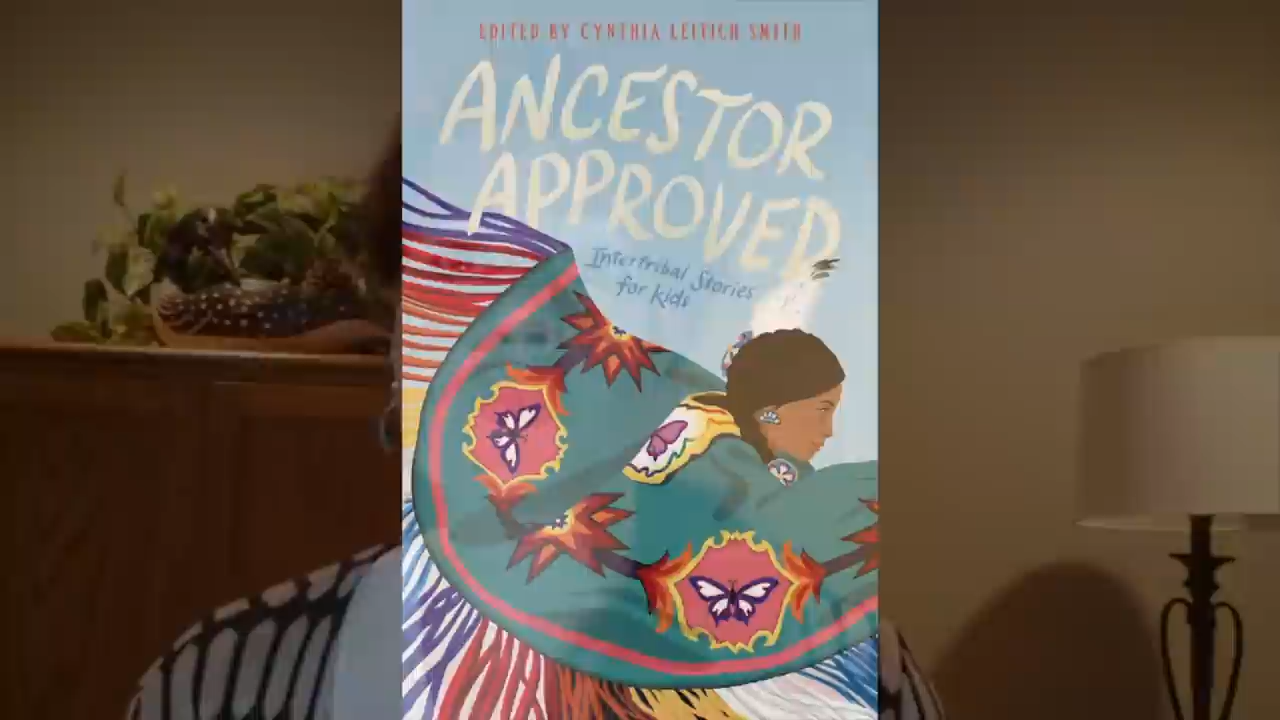 EDITED BY CYNTHIA LEITICH SMITH
ANCESTOR
APPROVED
Intertribal Stories
for Kids